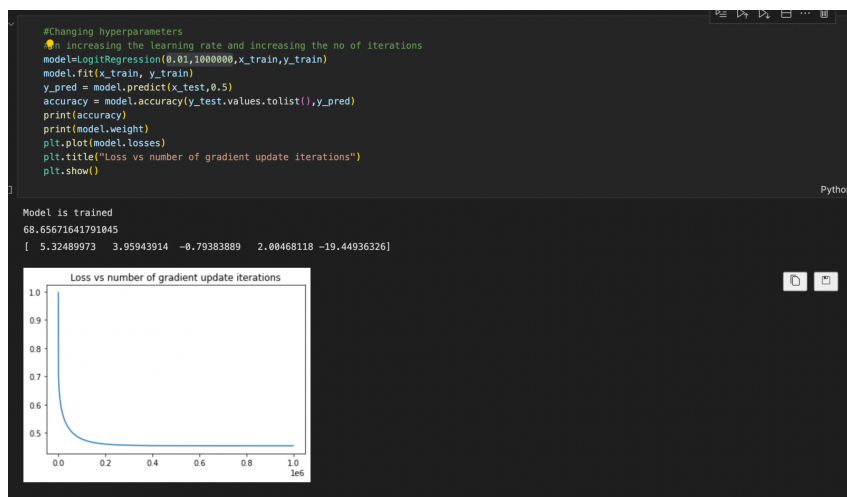 #Changing hyperparameters
#On increasing the learning rate and increasing the no of iterations
model=LogitRegression(0.01,1000000,x_train,y_train)
model.fit(x_train, y_train)
y_pred = model.predict(x_test,0.5)
accuracy = model.accuracy(y_test.values.tolist(),y_pred)
print(accuracy)
print(model.weight)
plt.plot(model.losses)
plt.title("Loss vs number of gradient update iterations")
plt.show()
Pytho
Model is trained
68.65671641791045
[  5.32489973   3.95943914  -0.79383889   2.00468118 -19.44936326]
Loss vs number of gradient update iterations
1.0
0.9
0.8
0.7
0.6
0.5
0.0 0.2 0.4 0.6 0.8 1.0
1e6